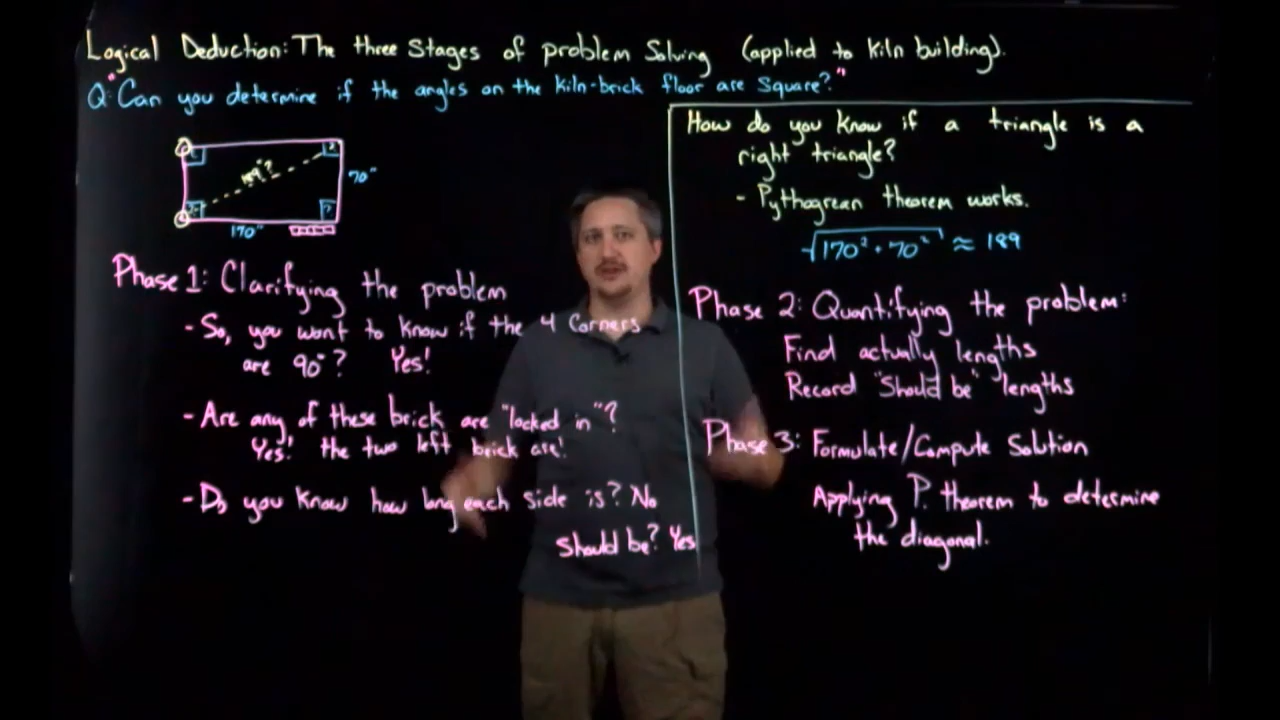 Logical Deduction: The three Stages of problem Solving (applied to kiln building).
Q: "Can you determine if the angles on the kiln-brick floor are Square?"
189"?
70"
170"
Phase 1: Clarifying the problem
- So, you want to know if the 4 Corners
are 90°? Yes!
- Are any of these brick are "locked in"?
Yes! the two left brick are!
- Do you know how long each side is? No
Should be? Yes
How do you know if a triangle is a
right triangle?
- Pythagrean theorem works.
√170² + 70² ≈ 189
Phase 2: Quantifying the problem:
Find actually lengths
Record "Should be" lengths
Phase 3: Formulate/Compute Solution
Applying P. theorem to determine
the diagonal.